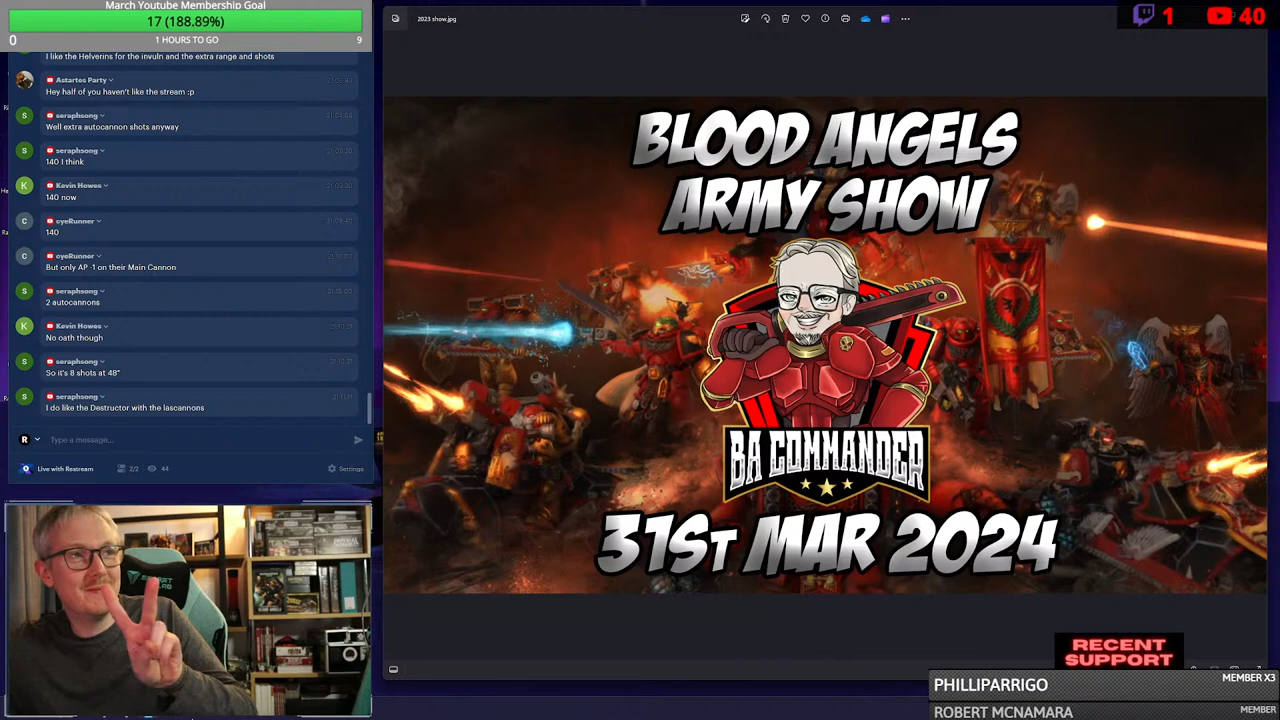 March Youtube Membership Goal
17 (188.89%)
0
1 HOURS TO GO
9
I like the Helverins for the invuln and the extra range and shots
Astartes Party
Hey half of you haven't like the stream :p
S
seraphsong
Well extra autocannon shots anyway
S
seraphsong
140 I think
K
Kevin Howes
140 now
C
cyeRunner
140
C
cyeRunner
But only AP -1 on their Main Cannon
S
seraphsong
2 autocannons
K
Kevin Howes
No oath though
S
seraphsong
So it's 8 shots at 48"
S
seraphsong
I do like the Destructor with the lascannons
R
Type a message...
Live with Restream
2/2
44
Settings
2023 show.jpg
1
40
BLOOD ANGELS
ARMY SHOW
BA COMMANDER
31ST MAR 2024
RECENT
SUPPORT
PHILLIPARRIGO
MEMBER X3
ROBERT MCNAMARA
MEMBER